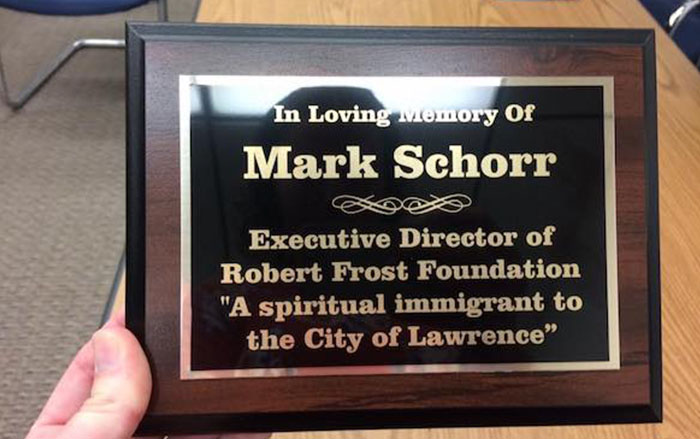 In Loving Memory Of
Mark Schorr
Executive Director of
Robert Frost Foundation
"A spiritual immigrant to
the City of Lawrence”